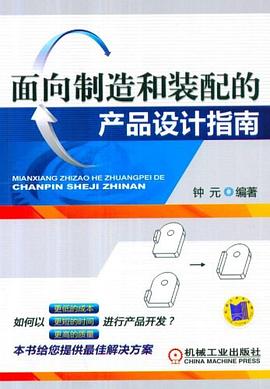 面向制造和装配的
产品设计指南
MIANXIANG ZHIZAO HE ZHUANGPEI DE
CHANPIN SHEJI ZHINAN
钟 元 编著
更低的成本
如何以 更短的时间 进行产品开发？
更高的质量
本书给您提供最佳解决方案
机械工业出版社
CHINA MACHINE PRESS